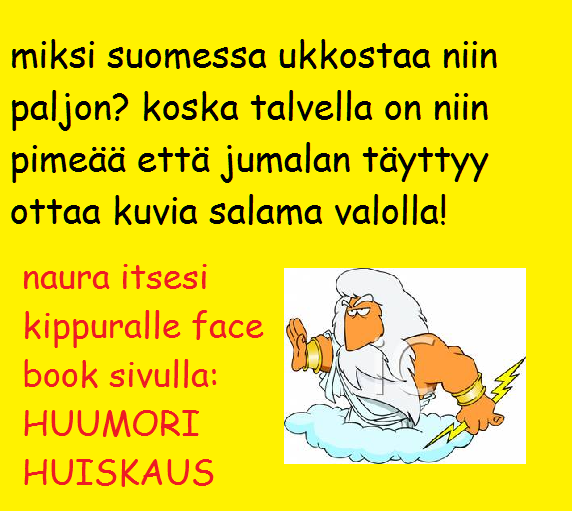 miksi suomessa ukkostaa niin
paljon? koska talvella on niin
pimeää että jumalan täyttyy
ottaa kuvia salama valolla!
naura itsesi
kippuralle face
book sivulla:
HUUMORI
HUISKAUS